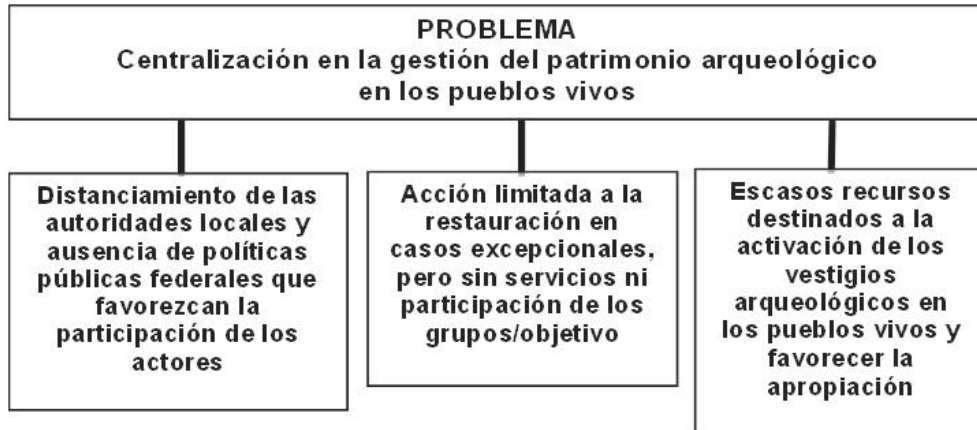 PROBLEMA
Centralización en la gestión del patrimonio arqueológico
en los pueblos vivos
Distanciamiento de las
autoridades locales y
ausencia de políticas
públicas federales que
favorezcan la
participación de los
actores
Acción limitada a la
restauración en
casos excepcionales,
pero sin servicios ni
participación de los
grupos/objetivo
Escasos recursos
destinados a la
activación de los
vestigios
arqueológicos en
los pueblos vivos y
favorecer la
apropiación